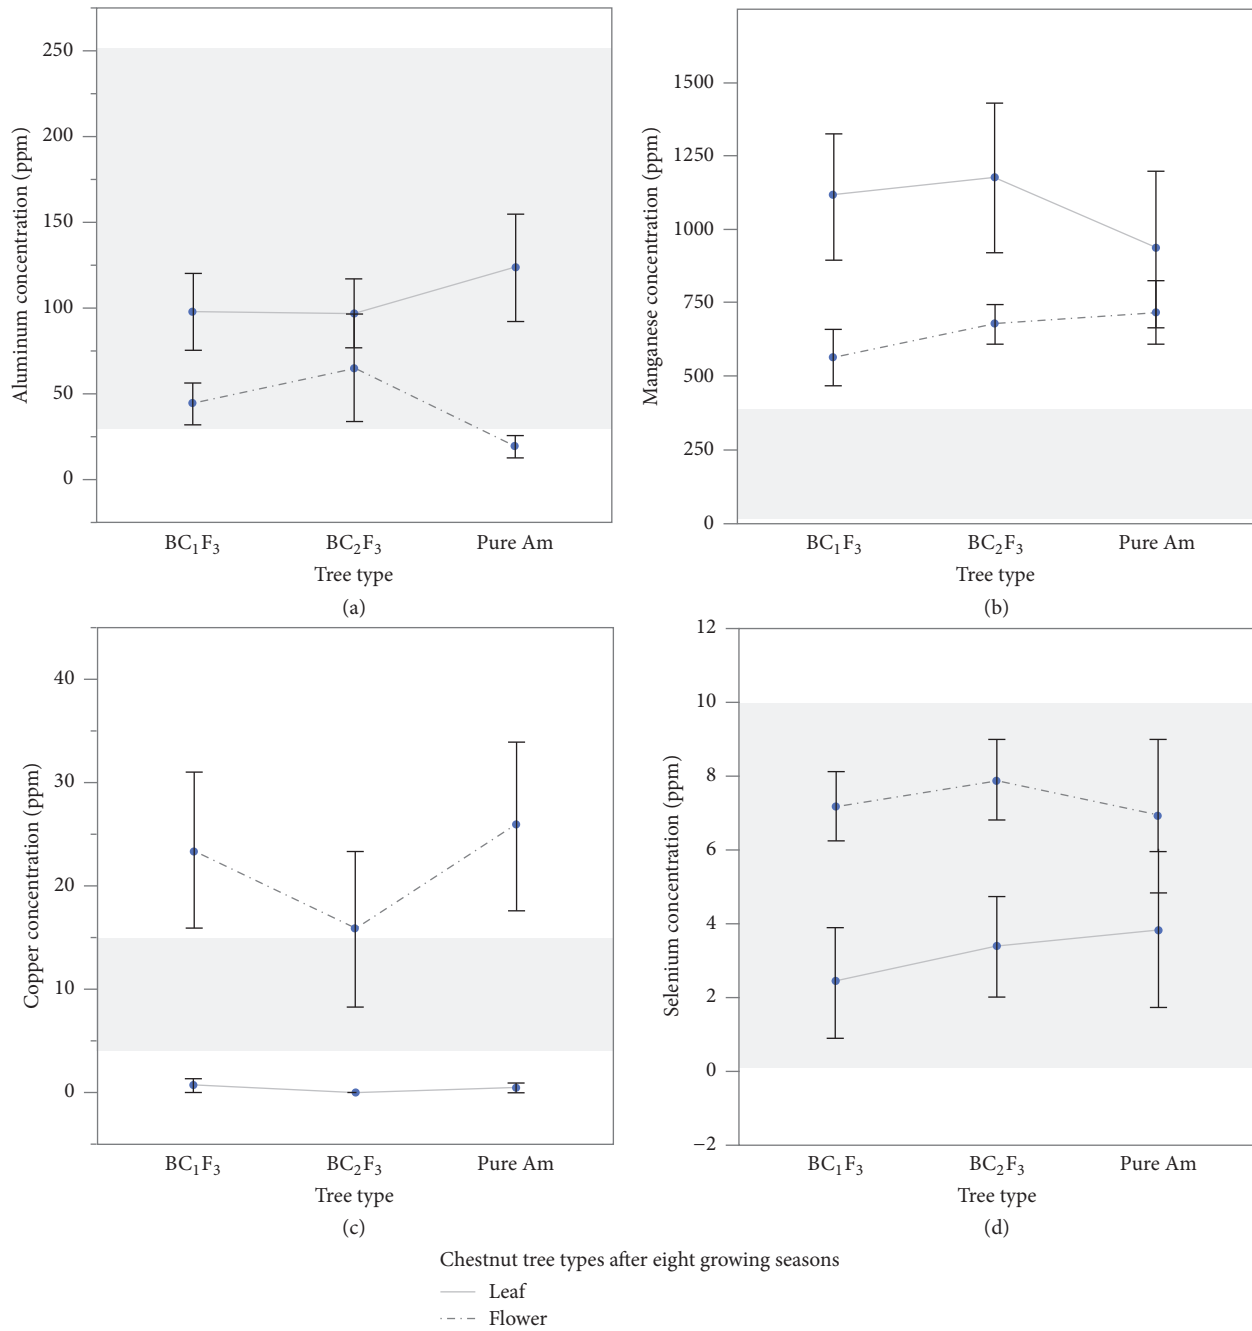 Aluminum concentration (ppm)
250
200
150
100
50
0
BC₁F₃ BC₂F₃ Pure Am
Tree type
(a)
Manganese concentration (ppm)
1500
1250
1000
750
500
250
0
BC₁F₃ BC₂F₃ Pure Am
Tree type
(b)
Copper concentration (ppm)
40
30
20
10
0
BC₁F₃ BC₂F₃ Pure Am
Tree type
(c)
Selenium concentration (ppm)
12
10
8
6
4
2
0
−2
BC₁F₃ BC₂F₃ Pure Am
Tree type
(d)
Chestnut tree types after eight growing seasons
Leaf
Flower